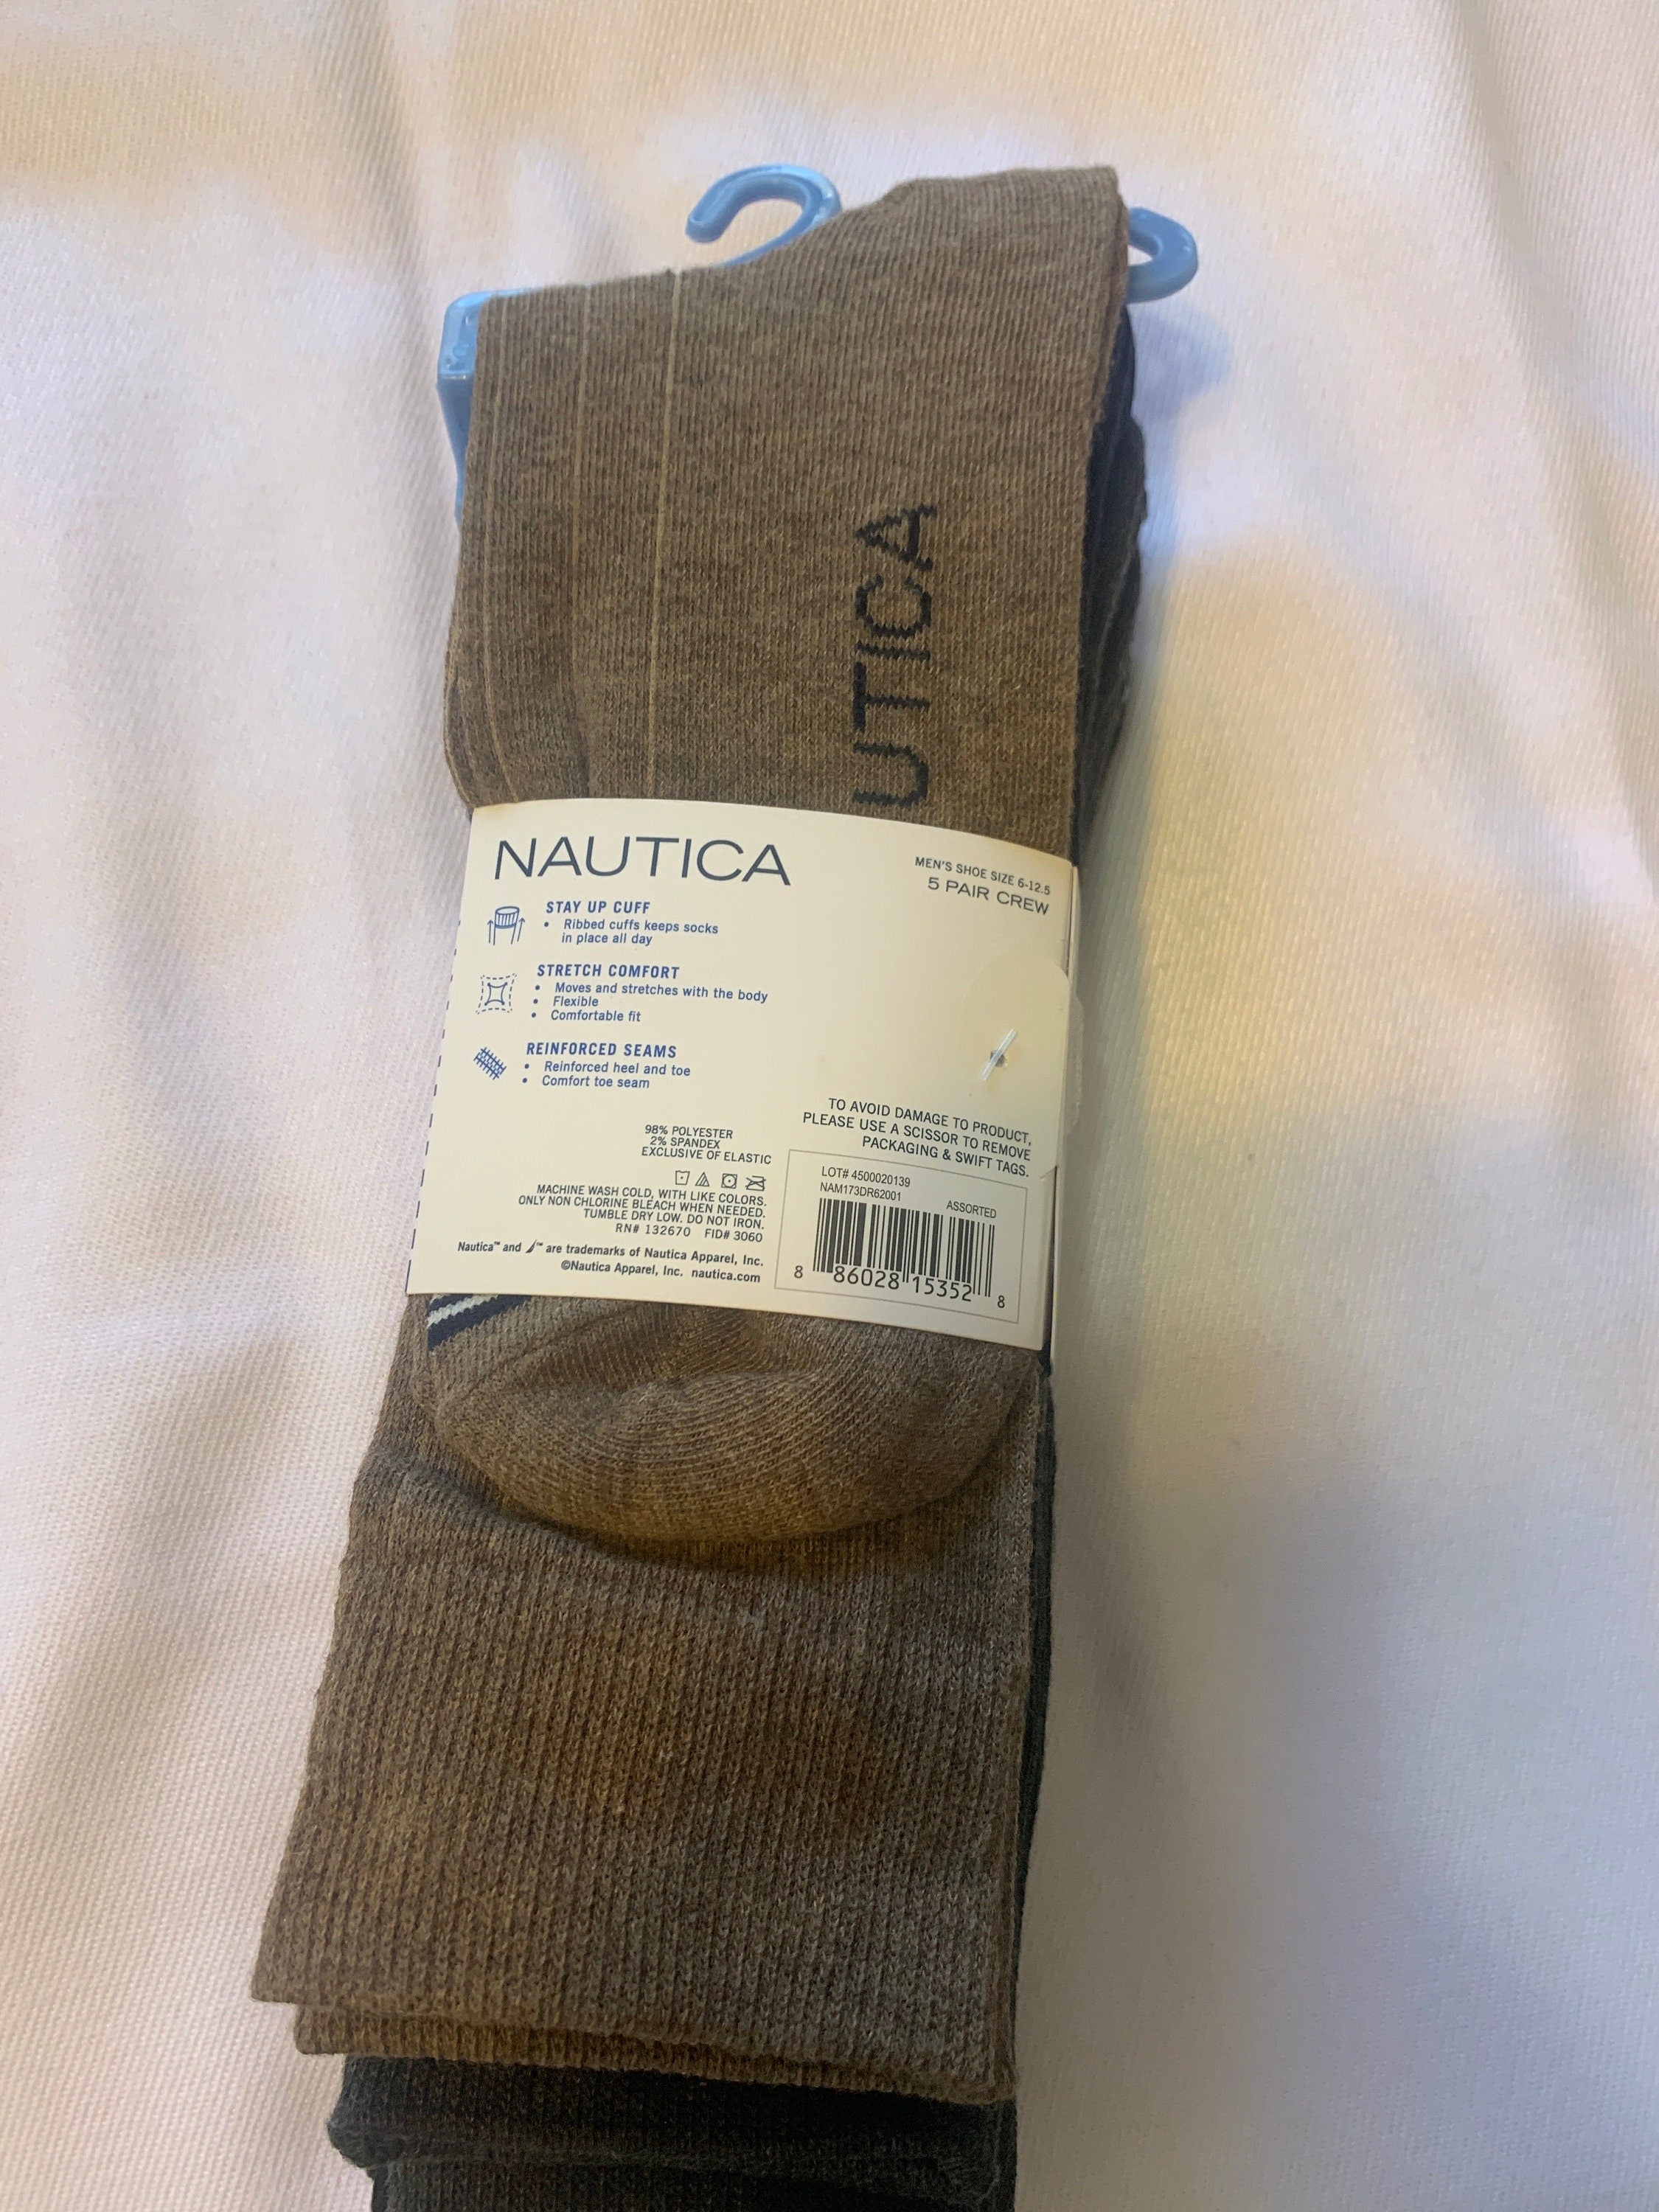 UTICA
NAUTICA
MEN'S SHOE SIZE 6-12.5
5 PAIR CREW
STAY UP CUFF
• Ribbed cuffs keeps socks
in place all day
STRETCH COMFORT
• Moves and stretches with the body
• Flexible
• Comfortable fit
REINFORCED SEAMS
• Reinforced heel and toe
• Comfort toe seam
98% POLYESTER
2% SPANDEX
EXCLUSIVE OF ELASTIC
MACHINE WASH COLD, WITH LIKE COLORS.
ONLY NON CHLORINE BLEACH WHEN NEEDED.
TUMBLE DRY LOW. DO NOT IRON.
RN# 132670 FID# 3060
Nautica™ and ™ are trademarks of Nautica Apparel, Inc.
©Nautica Apparel, Inc. nautica.com
TO AVOID DAMAGE TO PRODUCT,
PLEASE USE A SCISSOR TO REMOVE
PACKAGING & SWIFT TAGS.
LOT# 4500020139
NAM173DR62001
ASSORTED
8 86028 15352 8